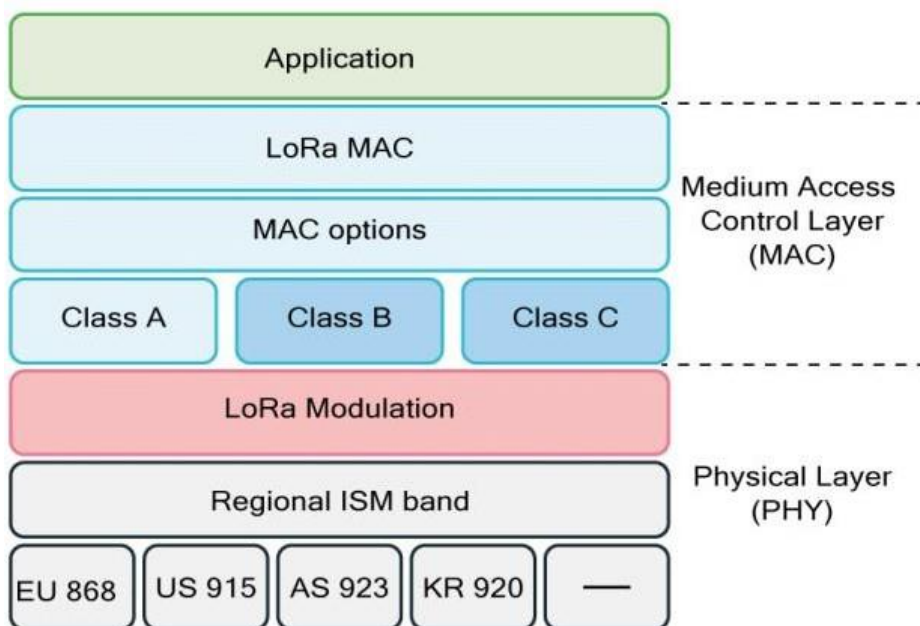 Application
LoRa MAC
MAC options
Class A
Class B
Class C
Medium Access
Control Layer
(MAC)
LoRa Modulation
Regional ISM band
EU 868
US 915
AS 923
KR 920
—
Physical Layer
(PHY)